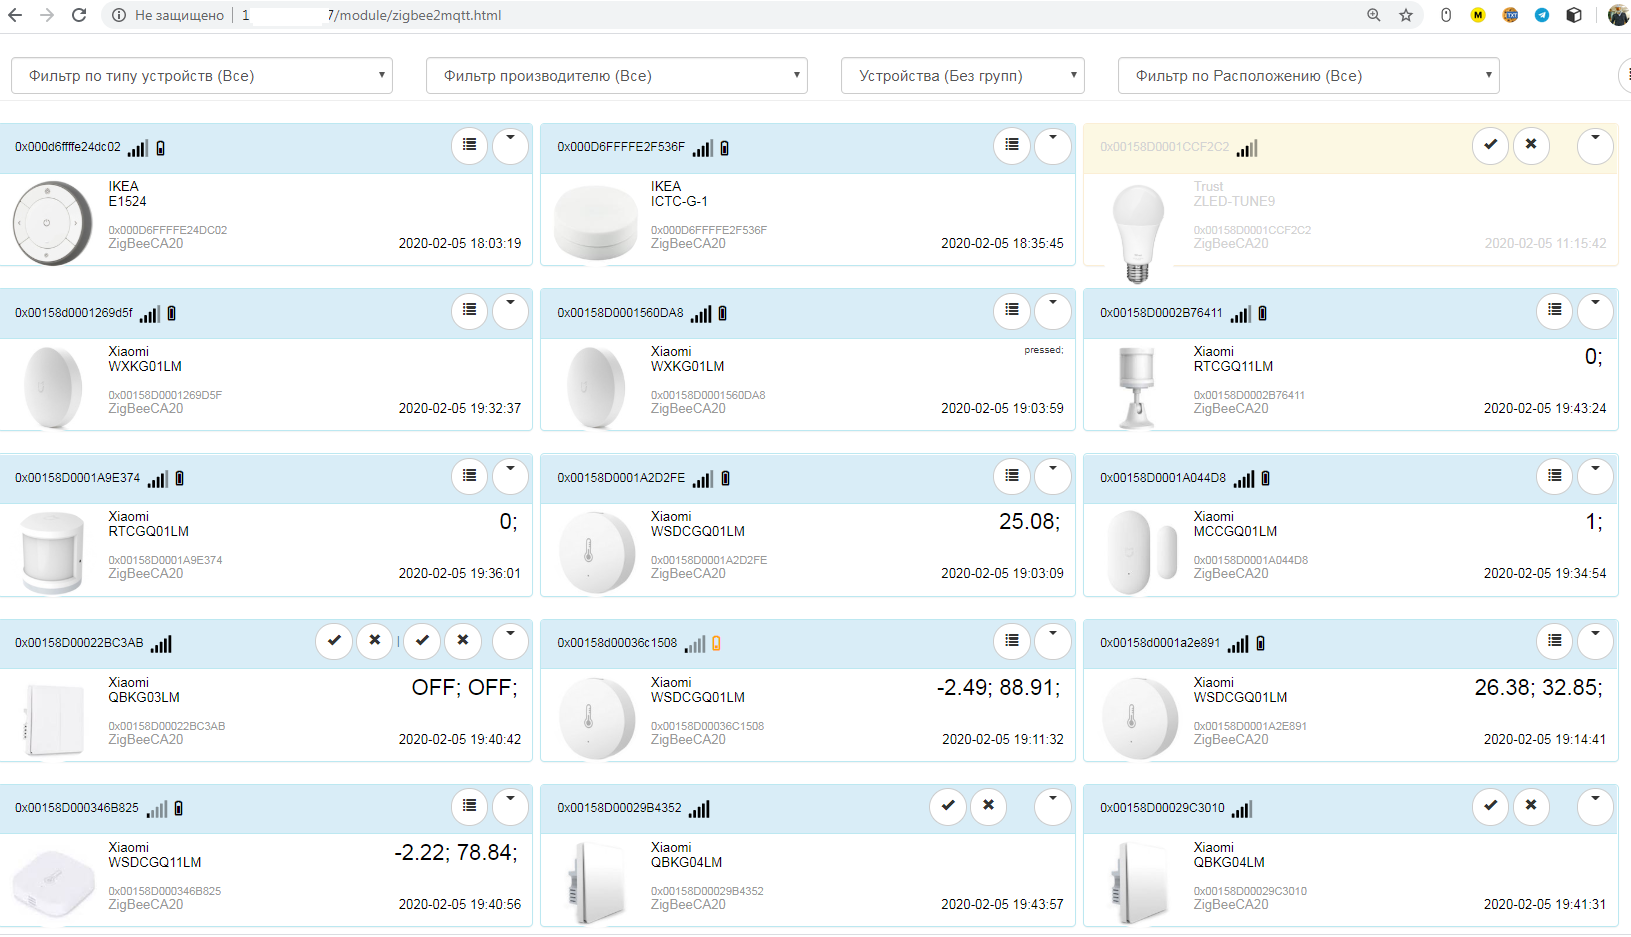 Не защищено
1 7/module/zigbee2mqtt.html
Фильтр по типу устройств (Все)
Фильтр производителю (Все)
Устройства (Без групп)
Фильтр по Расположению (Все)
0x000d6ffffe24dc02
IKEA
E1524
0x000D6FFFFE24DC02
ZigBeeCA20
2020-02-05 18:03:19
0x000D6FFFFE2F536F
IKEA
ICTC-G-1
0x000D6FFFFE2F536F
ZigBeeCA20
2020-02-05 18:35:45
0x00158D0001CCF2C2
Trust
ZLED-TUNE9
0x00158D0001CCF2C2
ZigBeeCA20
2020-02-05 11:15:42
0x00158d0001269d5f
Xiaomi
WXKG01LM
0x00158D0001269D5F
ZigBeeCA20
2020-02-05 19:32:37
0x00158D0001560DA8
Xiaomi
pressed;
WXKG01LM
0x00158D0001560DA8
ZigBeeCA20
2020-02-05 19:03:59
0x00158D0002B76411
Xiaomi
0;
RTCGQ11LM
0x00158D0002B76411
ZigBeeCA20
2020-02-05 19:43:24
0x00158D0001A9E374
Xiaomi
0;
RTCGQ01LM
0x00158D0001A9E374
ZigBeeCA20
2020-02-05 19:36:01
0x00158D0001A2D2FE
Xiaomi
25.08;
WSDCGQ01LM
0x00158D0001A2D2FE
ZigBeeCA20
2020-02-05 19:03:09
0x00158D0001A044D8
Xiaomi
1;
MCCGQ01LM
0x00158D0001A044D8
ZigBeeCA20
2020-02-05 19:34:54
0x00158D00022BC3AB
Xiaomi
OFF; OFF;
QBKG03LM
0x00158D00022BC3AB
ZigBeeCA20
2020-02-05 19:40:42
0x00158d00036c1508
Xiaomi
-2.49; 88.91;
WSDCGQ01LM
0x00158D00036C1508
ZigBeeCA20
2020-02-05 19:11:32
0x00158d0001a2e891
Xiaomi
26.38; 32.85;
WSDCGQ01LM
0x00158D0001A2E891
ZigBeeCA20
2020-02-05 19:14:41
0x00158D000346B825
Xiaomi
-2.22; 78.84;
WSDCGQ11LM
0x00158D000346B825
ZigBeeCA20
2020-02-05 19:40:56
0x00158D00029B4352
Xiaomi
QBKG04LM
0x00158D00029B4352
ZigBeeCA20
2020-02-05 19:43:57
0x00158D00029C3010
Xiaomi
QBKG04LM
0x00158D00029C3010
ZigBeeCA20
2020-02-05 19:41:31